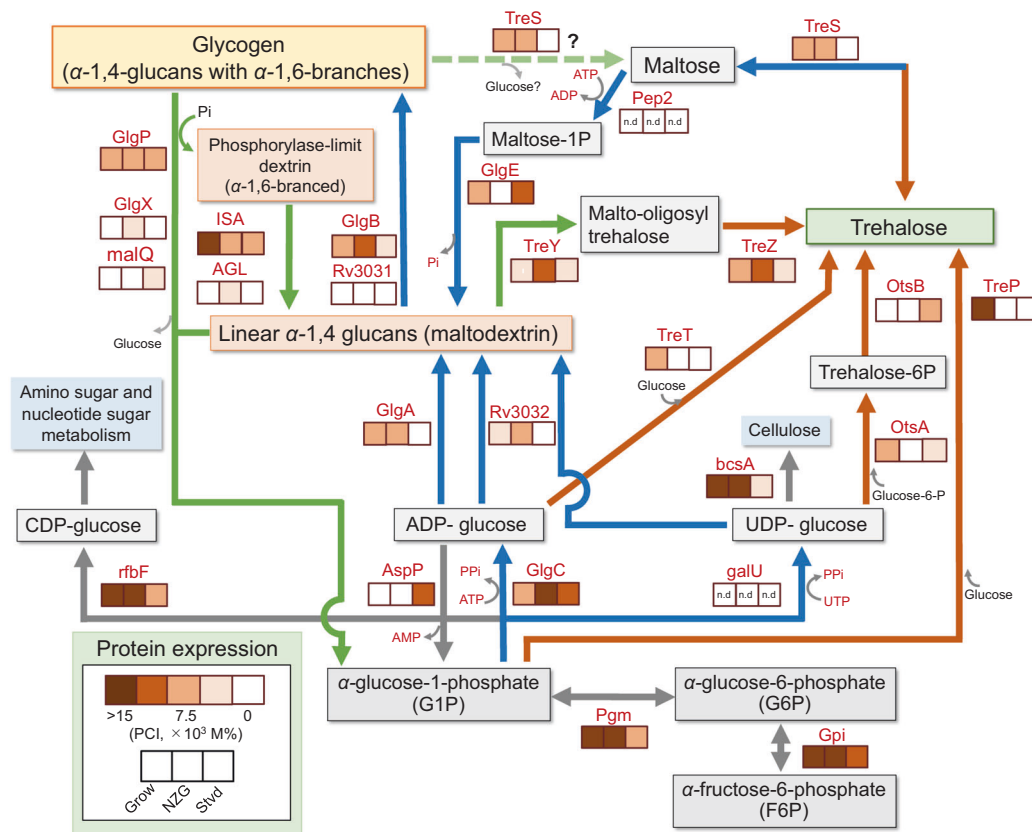 TreS
TreS
Glycogen
(α-1,4-glucans with α-1,6-branches)
?
Glucose?
Maltose
ATP
ADP
Pep2
n.d n.d n.d
Pi
GlgP
Phosphorylase-limit
dextrin
(α-1,6-branced)
Maltose-1P
GlgE
GlgX
ISA
GlgB
Malto-oligosyl
trehalose
Trehalose
malQ
AGL
Rv3031
Pi
TreY
TreZ
OtsB
TreP
Glucose
Linear α-1,4 glucans (maltodextrin)
TreT
Glucose
Trehalose-6P
Amino sugar and
nucleotide sugar
metabolism
GlgA
Rv3032
Cellulose
OtsA
bcsA
Glucose-6-P
CDP-glucose
ADP- glucose
UDP- glucose
rfbF
AspP
PPi
ATP
GlgC
galU
n.d n.d n.d
PPi
UTP
Glucose
AMP
Protein expression
>15 7.5 0
(PCI, ×10³ M%)
Grow NZG Stvd
α-glucose-1-phosphate
(G1P)
Pgm
α-glucose-6-phosphate
(G6P)
Gpi
α-fructose-6-phosphate
(F6P)